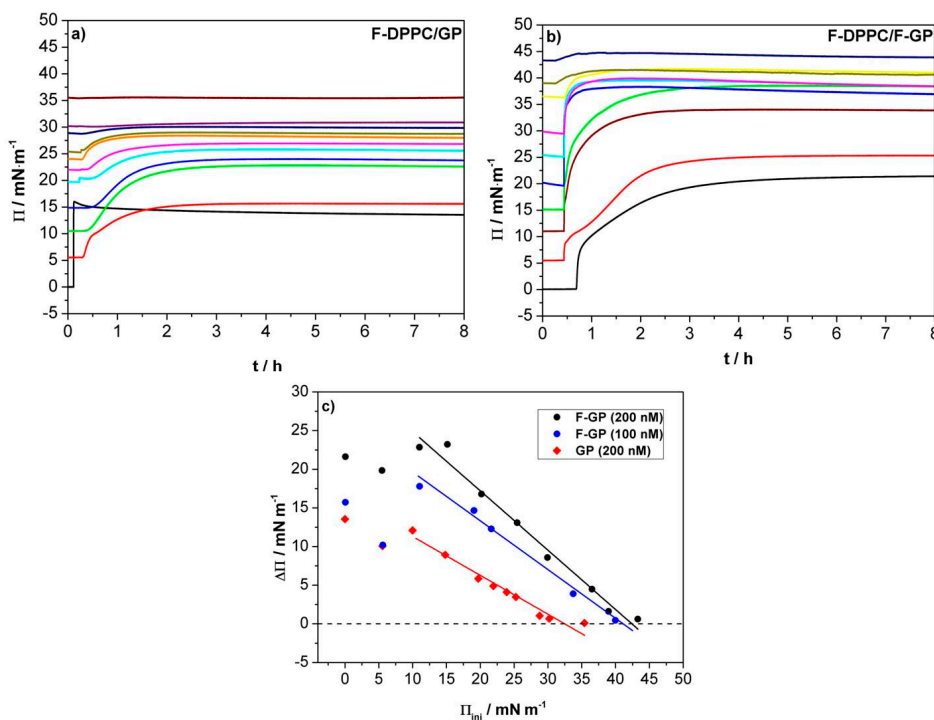 a)
F-DPPC/GP
50
45
40
35
30
25
20
15
10
5
0
-5
Π / mN·m-1
0 1 2 3 4 5 6 7 8
t / h
b)
F-DPPC/F-GP
50
45
40
35
30
25
20
15
10
5
0
-5
Π / mN·m-1
0 1 2 3 4 5 6 7 8
t / h
c)
F-GP (200 nM)
F-GP (100 nM)
GP (200 nM)
30
25
20
15
10
5
0
-5
ΔΠ / mN m-1
0 5 10 15 20 25 30 35 40 45 50
Πinj / mN m-1